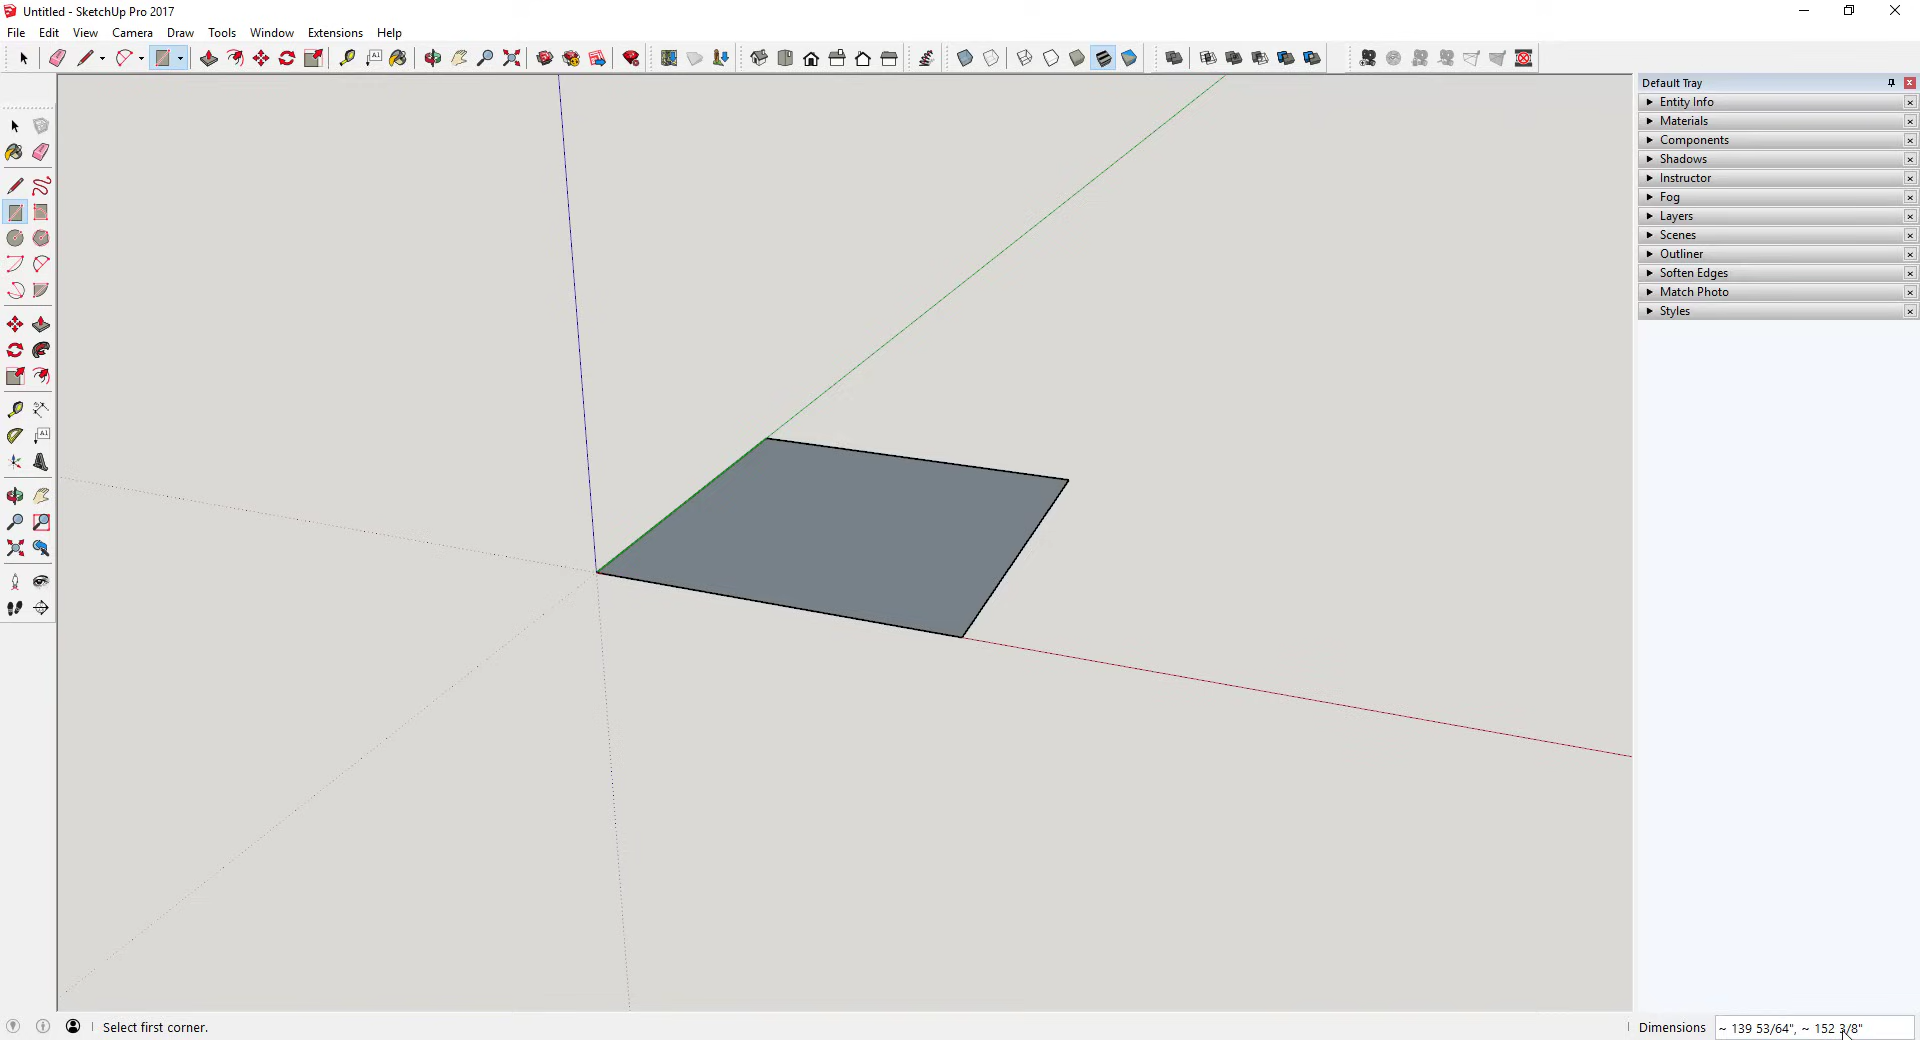 Untitled - SketchUp Pro 2017
File Edit View Camera Draw Tools Window Extensions Help
Default Tray
Entity Info
Materials
Components
Shadows
Instructor
Fog
Layers
Scenes
Outliner
Soften Edges
Match Photo
Styles
A1
A1
Select first corner.
Dimensions ~ 139 53/64", ~ 152 3/8"